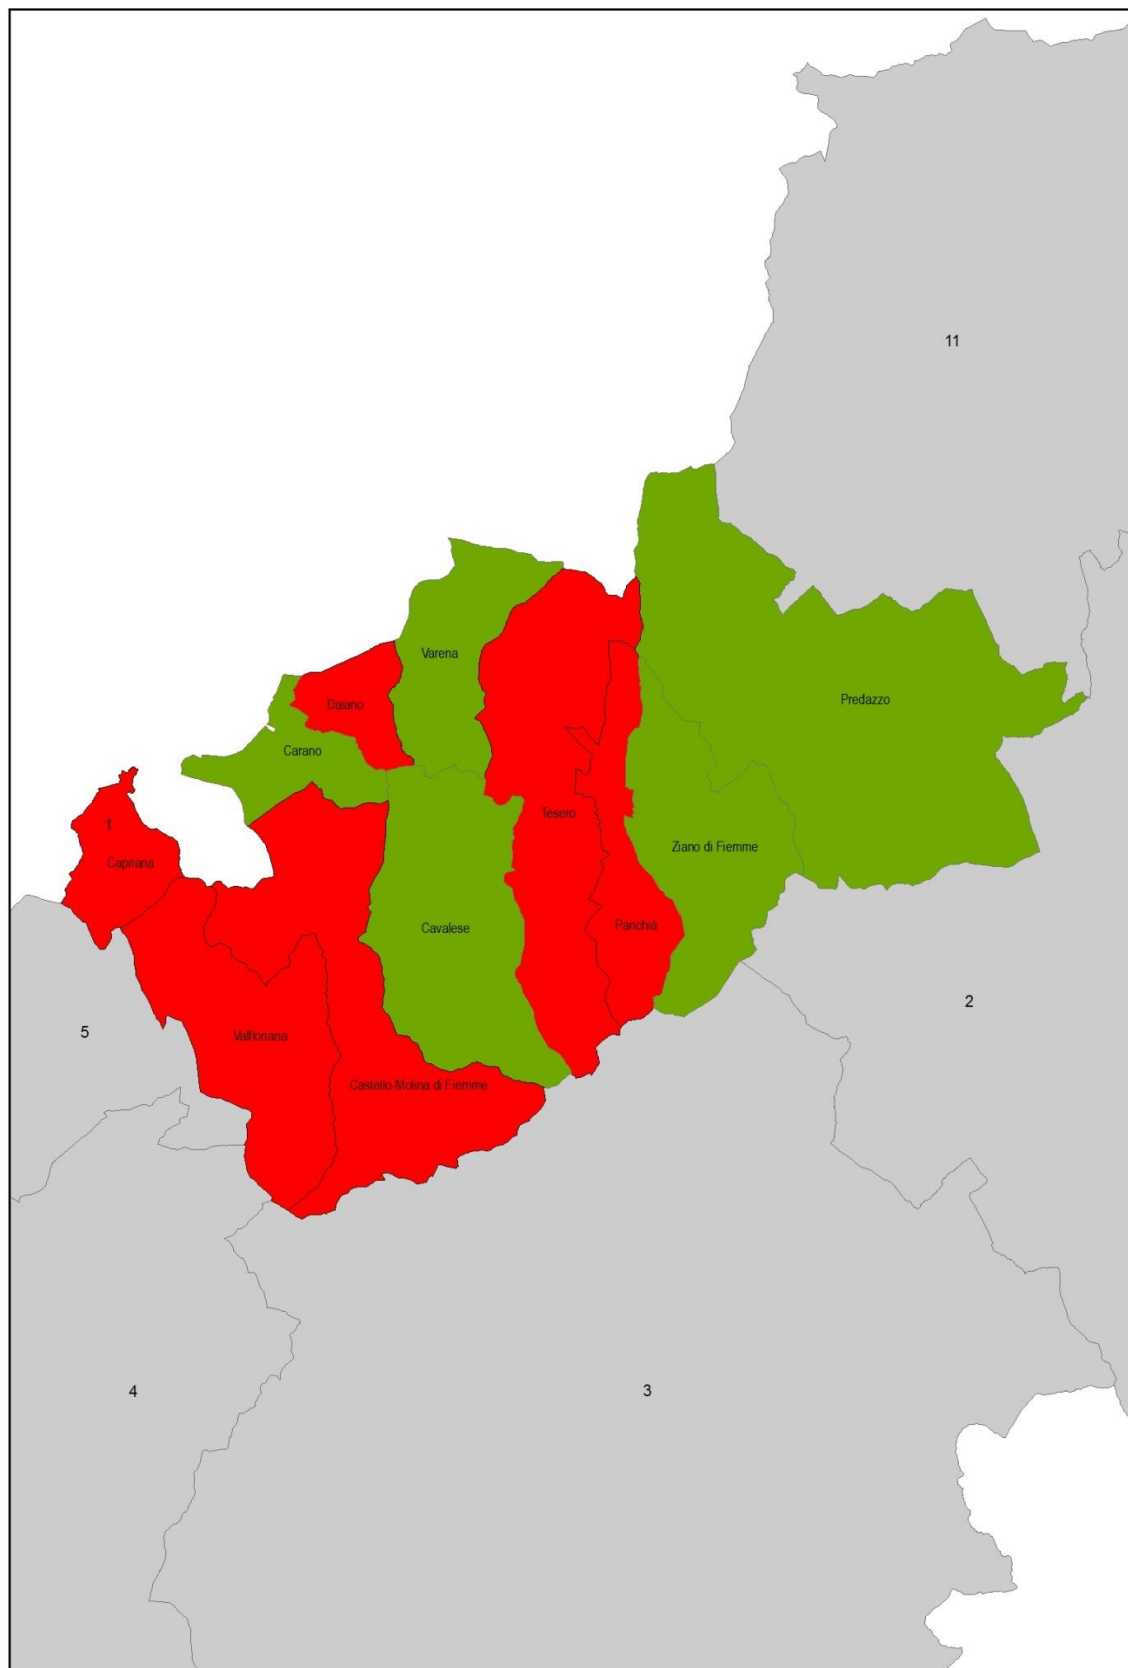 11
Varena
Predazzo
Daiano
Carano
Tesero
1
Ziano di Fiemme
Capriana
Panchià
Cavalese
2
5
Valfloriana
Castello-Molina di Fiemme
4
3